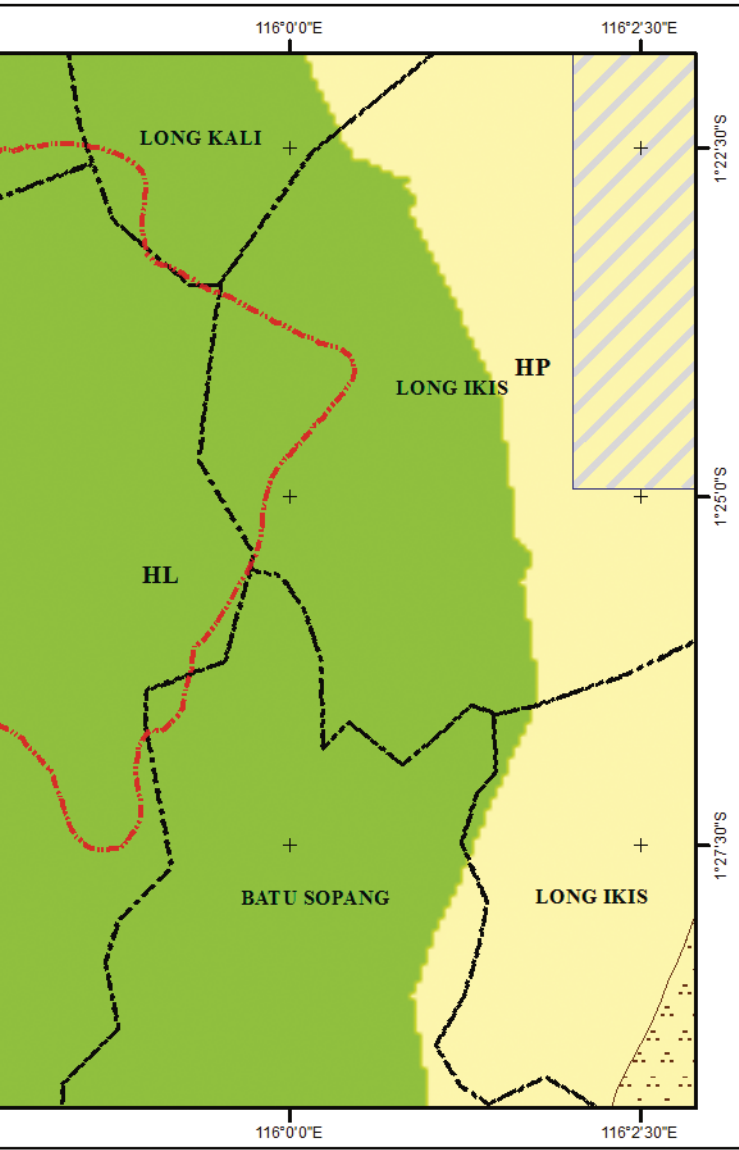 116°0'0"E 116°2'30"E
LONG KALI
1°22'30"S
HP
LONG IKIS
1°25'0"S
HL
1°27'30"S
BATU SOPANG LONG IKIS
116°0'0"E 116°2'30"E